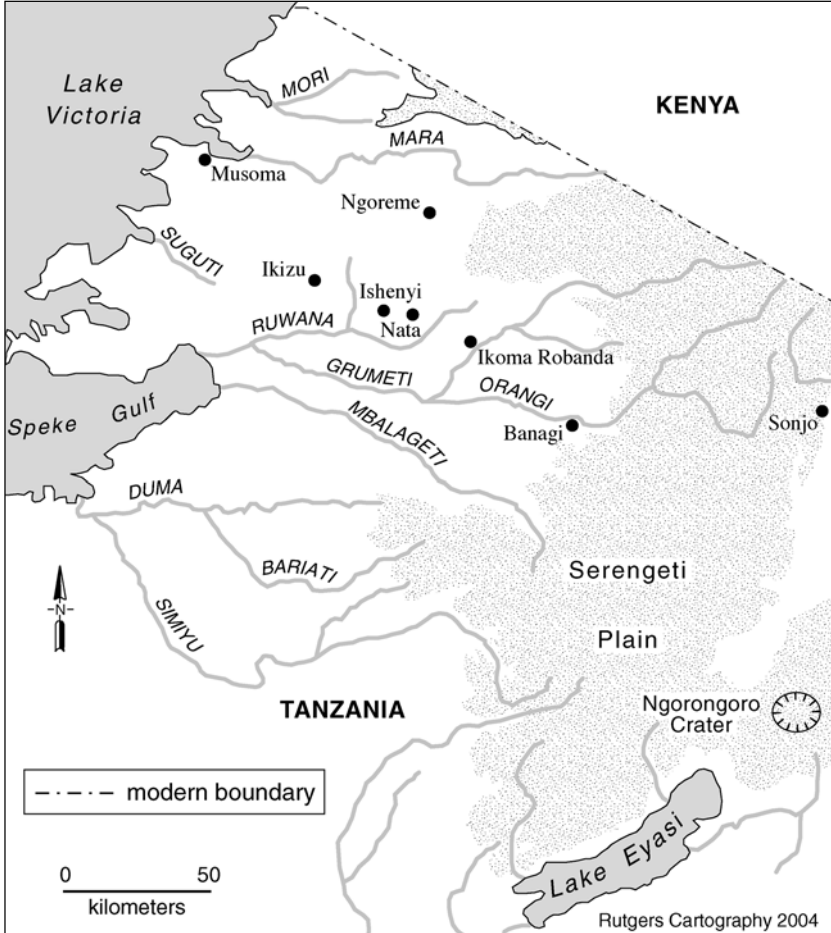 Lake
Victoria
MORI
KENYA
MARA
Musoma
Ngoreme
SUGUTI
Ikizu
Ishenyi
Nata
RUWANA
Ikoma Robanda
GRUMETI
ORANGI
Speke Gulf
MBALAGETI
Banagi
Sonjo
DUMA
BARIATI
Serengeti
N
SIMIYU
Plain
TANZANIA
Ngorongoro
Crater
modern boundary
Lake Eyasi
0 50
kilometers
Rutgers Cartography 2004